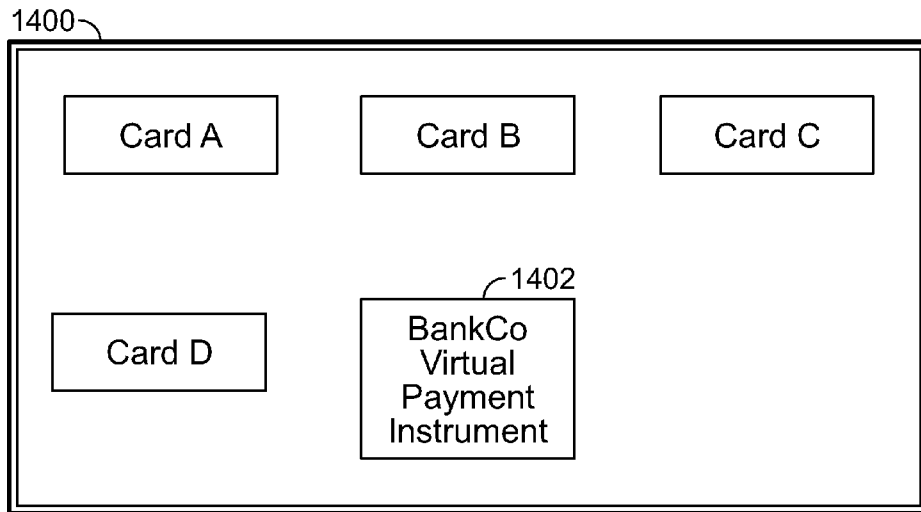 1400
Card A
Card B
Card C
1402
Card D
BankCo
Virtual
Payment
Instrument